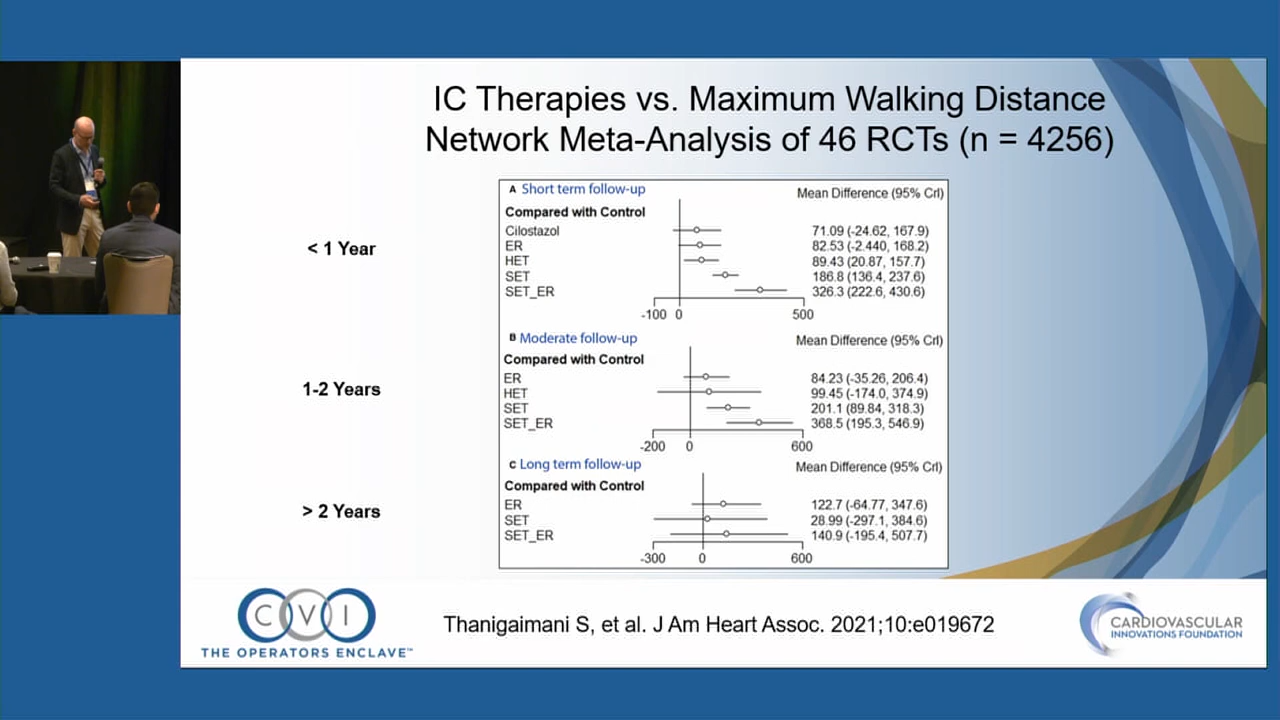 IC Therapies vs. Maximum Walking Distance
Network Meta-Analysis of 46 RCTs (n = 4256)
< 1 Year
A Short term follow-up Mean Difference (95% CrI)
Compared with Control
Cilostazol 71.09 (-24.62, 167.9)
ER 82.53 (-2.440, 168.2)
HET 89.43 (20.87, 157.7)
SET 186.8 (136.4, 237.6)
SET_ER 326.3 (222.6, 430.6)
-100 0 500
1-2 Years
B Moderate follow-up Mean Difference (95% CrI)
Compared with Control
ER 84.23 (-35.26, 206.4)
HET 99.45 (-174.0, 374.9)
SET 201.1 (89.84, 318.3)
SET_ER 368.5 (195.3, 546.9)
-200 0 600
> 2 Years
C Long term follow-up Mean Difference (95% CrI)
Compared with Control
ER 122.7 (-64.77, 347.6)
SET 28.99 (-297.1, 384.6)
SET_ER 140.9 (-195.4, 507.7)
-300 0 600
CVI
THE OPERATORS ENCLAVE™
Thanigaimani S, et al. J Am Heart Assoc. 2021;10:e019672
CARDIOVASCULAR
INNOVATIONS FOUNDATION